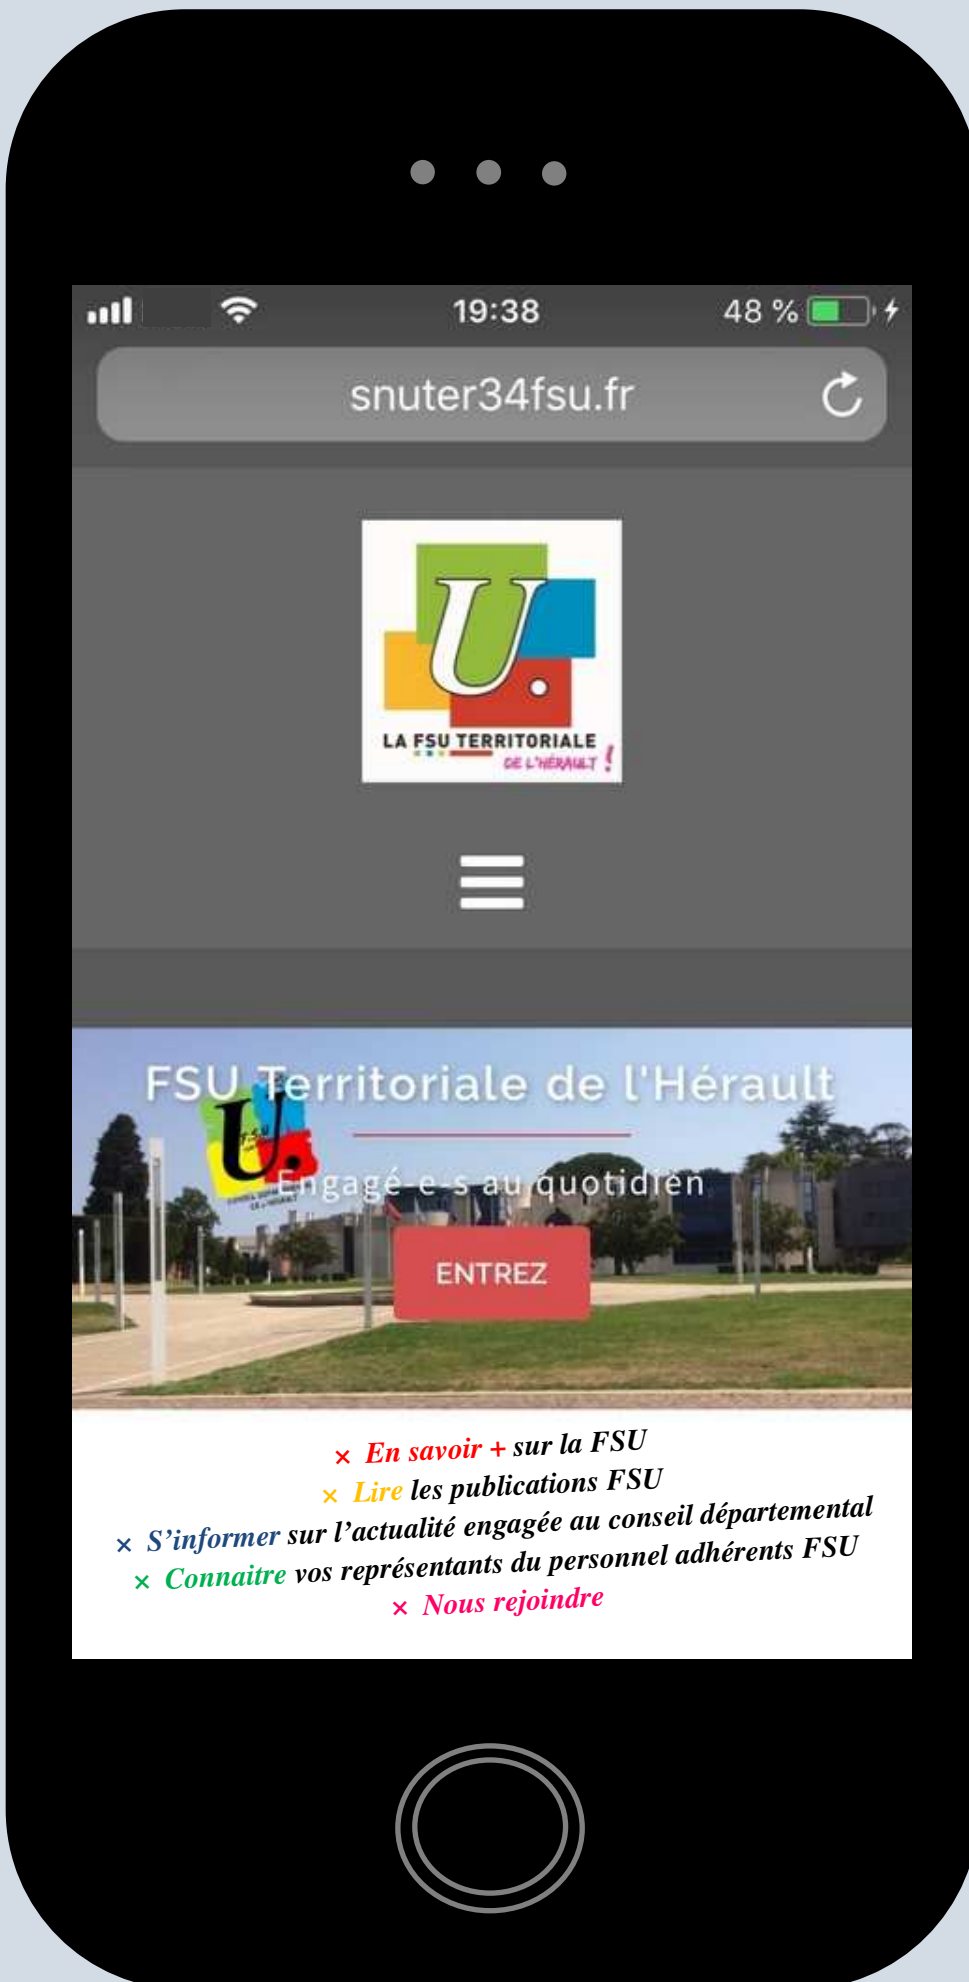 19:38
48 %
snuter34fsu.fr
U.
LA FSU TERRITORIALE
DE L'HÉRAULT !
FSU Territoriale de l'Hérault
U.
F.S.U
Engagé-e-s au quotidien
ENTREZ
× En savoir + sur la FSU
× Lire les publications FSU
× S’informer sur l’actualité engagée au conseil départemental
× Connaitre vos représentants du personnel adhérents FSU
× Nous rejoindre